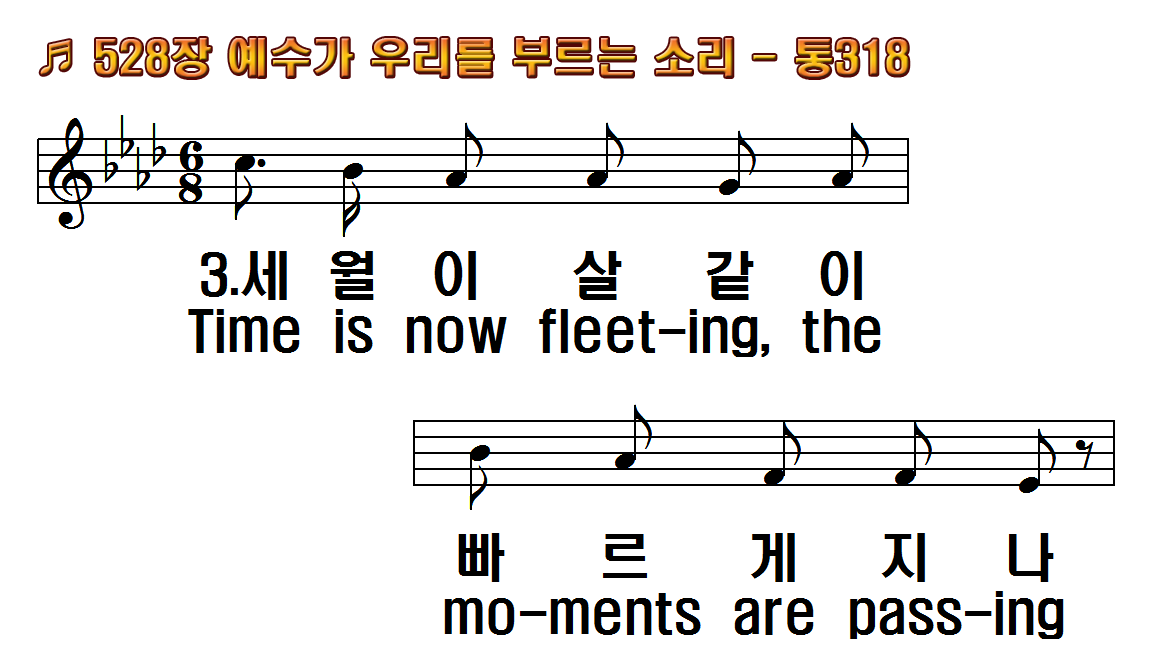 ♬ 528장 예수가 우리를 부르는 소리 - 통318
6
8
3.세 월 이 살 같 이
Time is now fleet-ing, the
빠 르 게 지 나
mo-ments are pass-ing